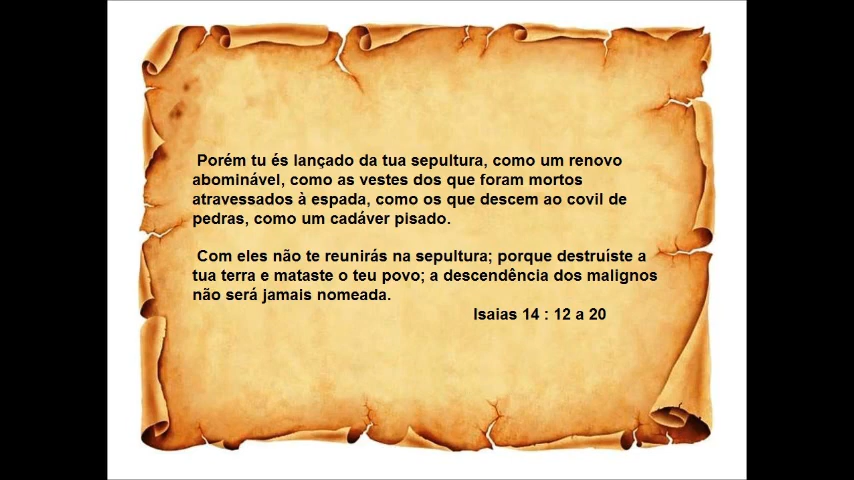 Porém tu és lançado da tua sepultura, como um renovo
abominável, como as vestes dos que foram mortos
atravessados à espada, como os que descem ao covil de
pedras, como um cadáver pisado.
Com eles não te reunirás na sepultura; porque destruíste a
tua terra e mataste o teu povo; a descendência dos malignos
não será jamais nomeada.
Isaias 14 : 12 a 20